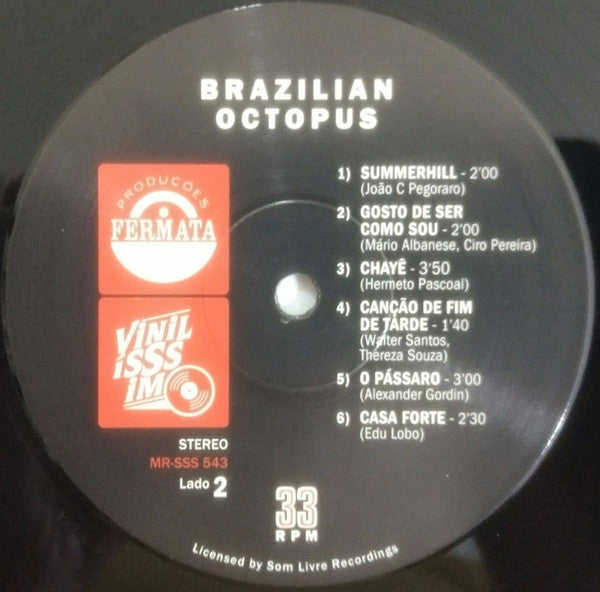 BRAZILIAN
OCTOPUS
PRODUCÕES
FERMATA
VINIL
ISSS
IMO
STEREO
MR-SSS 543
Lado 2
1) SUMMERHILL - 2'00
(João C Pegoraro)
2) GOSTO DE SER
COMO SOU - 2'00
(Mário Albanese, Ciro Pereira)
3) CHAYÊ - 3'50
(Hermeto Pascoal)
4) CANÇÃO DE FIM
DE TARDE - 1'40
(Walter Santos,
Thereza Souza)
5) O PÁSSARO - 3'00
(Alexander Gordin)
6) CASA FORTE - 2'30
(Edu Lobo)
33
RPM
Licensed by Som Livre Recordings